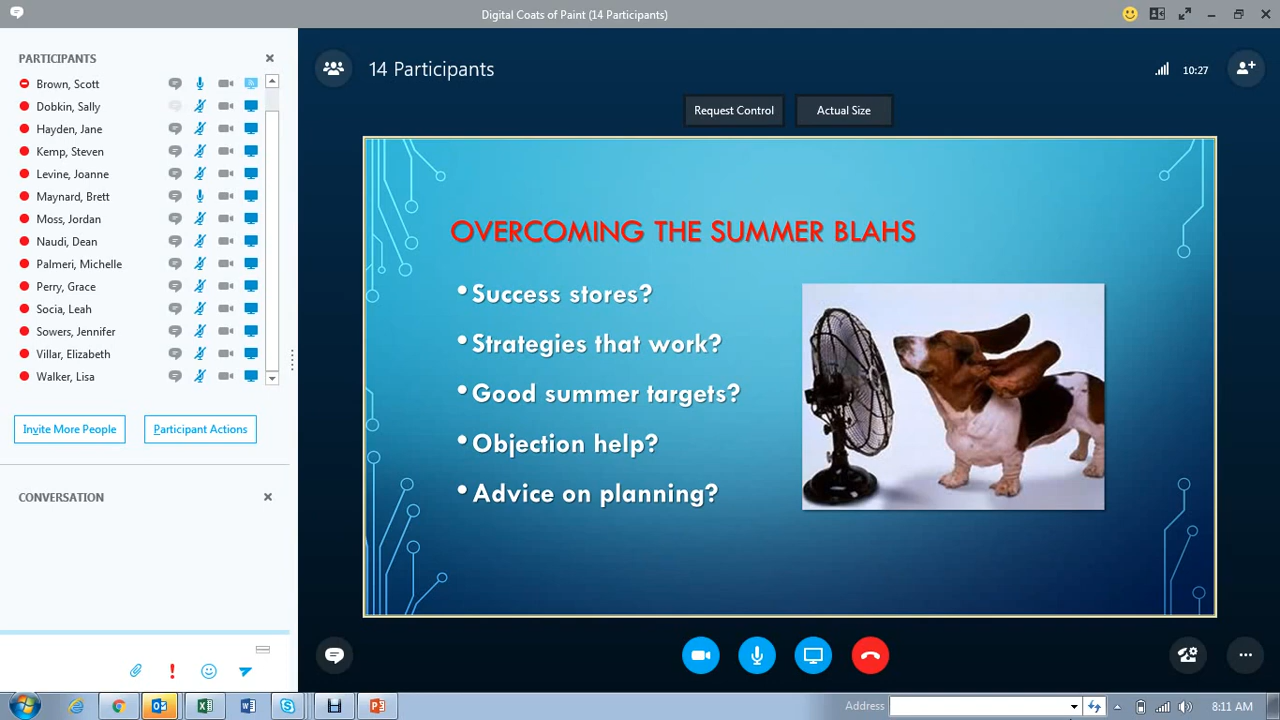 Digital Coats of Paint (14 Participants)
PARTICIPANTS
Brown, Scott
Dobkin, Sally
Hayden, Jane
Kemp, Steven
Levine, Joanne
Maynard, Brett
Moss, Jordan
Naudi, Dean
Palmeri, Michelle
Perry, Grace
Socia, Leah
Sowers, Jennifer
Villar, Elizabeth
Walker, Lisa
Invite More People
Participant Actions
CONVERSATION
14 Participants
10:27
Request Control
Actual Size
OVERCOMING THE SUMMER BLAHS
•Success stores?
•Strategies that work?
•Good summer targets?
•Objection help?
•Advice on planning?
Address
8:11 AM